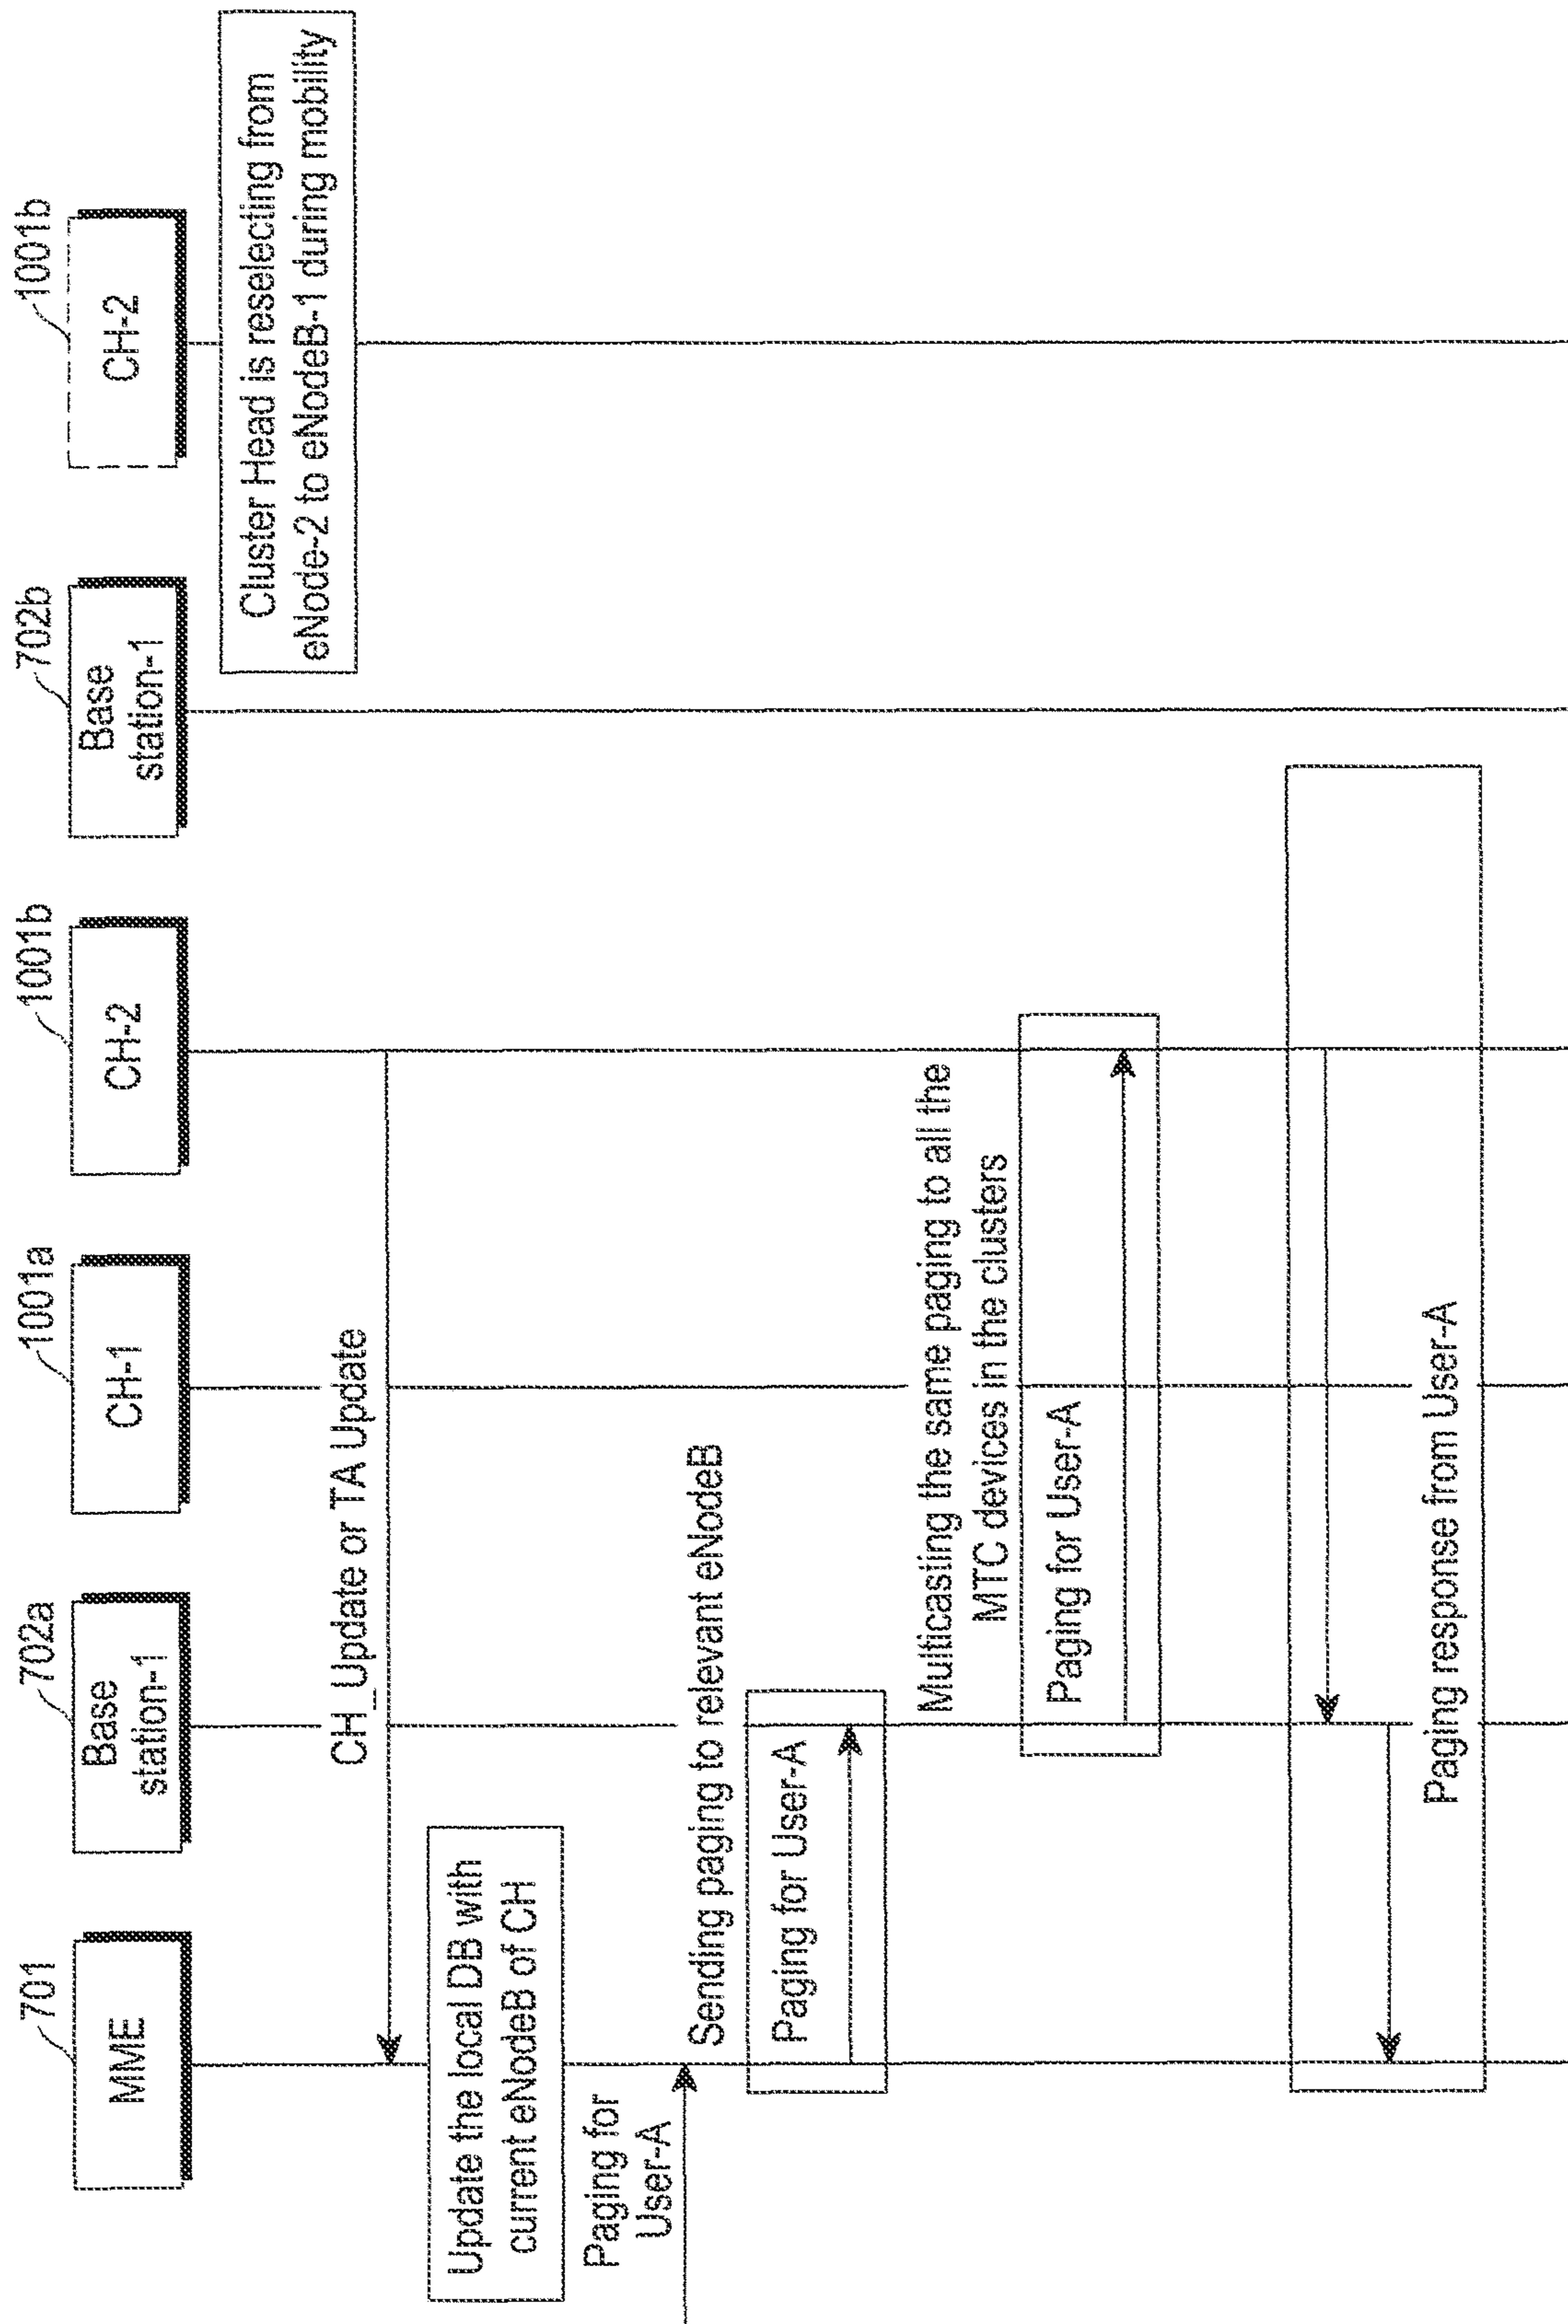 701
MME
702a
Base
station-1
1001a
CH-1
1001b
CH-2
702b
Base
station-1
1001b
CH-2
Cluster Head is reselecting from
eNode-2 to eNodeB-1 during mobility
CH_Update or TA Update
Update the local DB with
current eNodeB of CH
Paging for
User-A
Sending paging to relevant eNodeB
Paging for User-A
Multicasting the same paging to all the
MTC devices in the clusters
Paging for User-A
Paging response from User-A